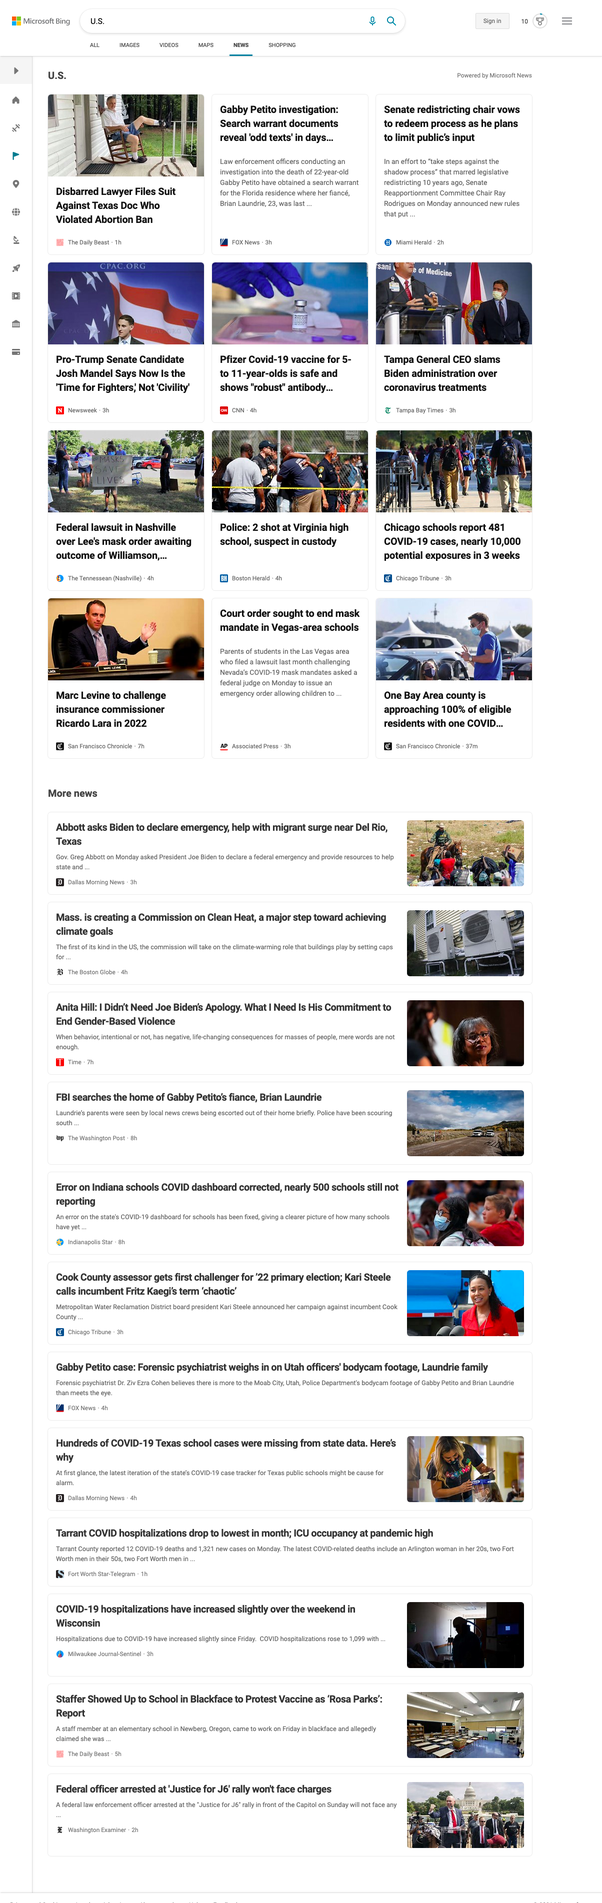 Microsoft Bing
U.S.
Sign in
10
ALL
IMAGES
VIDEOS
MAPS
NEWS
SHOPPING
U.S.
Powered by Microsoft News
Disbarred Lawyer Files Suit
Against Texas Doc Who
Violated Abortion Ban
The Daily Beast · 1h
Gabby Petito investigation:
Search warrant documents
reveal 'odd texts' in days...
Law enforcement officers conducting an
investigation into the death of 22-year-old
Gabby Petito have obtained a search warrant
for the Florida residence where her fiancé,
Brian Laundrie, 23, was last ...
FOX News · 3h
Senate redistricting chair vows
to redeem process as he plans
to limit public's input
In an effort to "take steps against the
shadow process" that marred legislative
redistricting 10 years ago, Senate
Reapportionment Committee Chair Ray
Rodrigues on Monday announced new rules
that put ...
Miami Herald · 2h
CPAC.ORG
Pro-Trump Senate Candidate
Josh Mandel Says Now Is the
'Time for Fighters,' Not 'Civility'
Newsweek · 3h
Pfizer Covid-19 vaccine for 5-
to 11-year-olds is safe and
shows "robust" antibody...
CNN · 4h
sani
of Medicine
Tampa General CEO slams
Biden administration over
coronavirus treatments
Tampa Bay Times · 3h
Federal lawsuit in Nashville
over Lee's mask order awaiting
outcome of Williamson,...
The Tennessean (Nashville) · 4h
Police: 2 shot at Virginia high
school, suspect in custody
Boston Herald · 4h
Chicago schools report 481
COVID-19 cases, nearly 10,000
potential exposures in 3 weeks
Chicago Tribune · 3h
Marc Levine to challenge
insurance commissioner
Ricardo Lara in 2022
San Francisco Chronicle · 7h
Court order sought to end mask
mandate in Vegas-area schools
Parents of students in the Las Vegas area
who filed a lawsuit last month challenging
Nevada's COVID-19 mask mandates asked a
federal judge on Monday to issue an
emergency order allowing children to ...
AP
Associated Press · 3h
One Bay Area county is
approaching 100% of eligible
residents with one COVID...
San Francisco Chronicle · 37m
More news
Abbott asks Biden to declare emergency, help with migrant surge near Del Rio,
Texas
Gov. Greg Abbott on Monday asked President Joe Biden to declare a federal emergency and provide resources to help
state and ...
Dallas Morning News · 3h
Mass. is creating a Commission on Clean Heat, a major step toward achieving
climate goals
The first of its kind in the US, the commission will take on the climate-warming role that buildings play by setting caps
for ...
The Boston Globe · 4h
Anita Hill: I Didn't Need Joe Biden's Apology. What I Need Is His Commitment to
End Gender-Based Violence
When behavior, intentional or not, has negative, life-changing consequences for masses of people, mere words are not
enough.
Time · 7h
FBI searches the home of Gabby Petito's fiance, Brian Laundrie
Laundrie's parents were seen by local news crews being escorted out of their home briefly. Police have been scouring
south ...
wp
The Washington Post · 8h
Error on Indiana schools COVID dashboard corrected, nearly 500 schools still not
reporting
An error on the state's COVID-19 dashboard for schools has been fixed, giving a clearer picture of how many schools
have yet ...
Indianapolis Star · 8h
Cook County assessor gets first challenger for '22 primary election; Kari Steele
calls incumbent Fritz Kaegi's term 'chaotic'
Metropolitan Water Reclamation District board president Kari Steele announced her campaign against incumbent Cook
County ...
Chicago Tribune · 3h
Gabby Petito case: Forensic psychiatrist weighs in on Utah officers' bodycam footage, Laundrie family
Forensic psychiatrist Dr. Ziv Ezra Cohen believes there is more to the Moab City, Utah, Police Department's bodycam footage of Gabby Petito and Brian Laundrie
than meets the eye.
FOX News · 4h
Hundreds of COVID-19 Texas school cases were missing from state data. Here's
why
At first glance, the latest iteration of the state's COVID-19 case tracker for Texas public schools might be cause for
alarm.
Dallas Morning News · 4h
Tarrant COVID hospitalizations drop to lowest in month; ICU occupancy at pandemic high
Tarrant County reported 12 COVID-19 deaths and 1,321 new cases on Monday. The latest COVID-related deaths include an Arlington woman in her 20s, two Fort
Worth men in their 50s, two Fort Worth men in ...
Fort Worth Star-Telegram · 1h
COVID-19 hospitalizations have increased slightly over the weekend in
Wisconsin
Hospitalizations due to COVID-19 have increased slightly since Friday. COVID hospitalizations rose to 1,099 with ...
Milwaukee Journal-Sentinel · 3h
Staffer Showed Up to School in Blackface to Protest Vaccine as 'Rosa Parks':
Report
A staff member at an elementary school in Newberg, Oregon, came to work on Friday in blackface and allegedly
claimed she was ...
The Daily Beast · 5h
Federal officer arrested at 'Justice for J6' rally won't face charges
A federal law enforcement officer arrested at the "Justice for J6" rally in front of the Capitol on Sunday will not face any
...
Washington Examiner · 2h